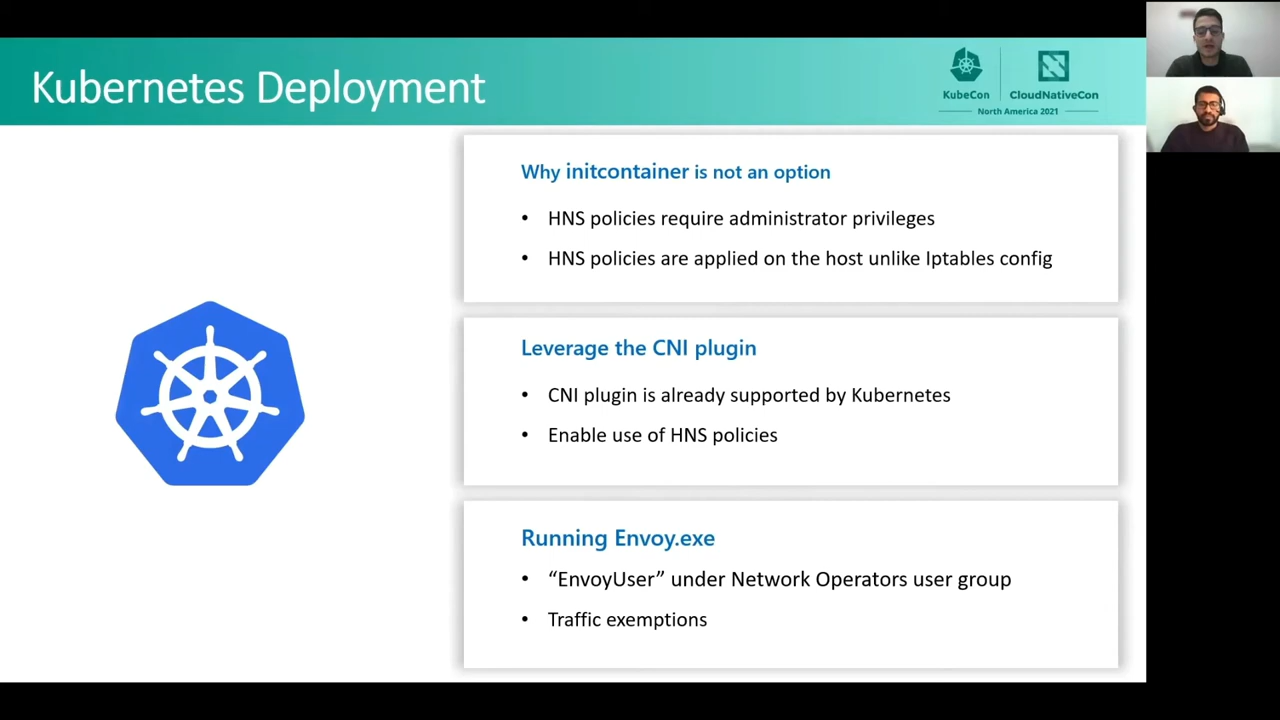 Kubernetes Deployment
KubeCon
CloudNativeCon
North America 2021
Why initcontainer is not an option
• HNS policies require administrator privileges
• HNS policies are applied on the host unlike Iptables config
Leverage the CNI plugin
• CNI plugin is already supported by Kubernetes
• Enable use of HNS policies
Running Envoy.exe
• “EnvoyUser” under Network Operators user group
• Traffic exemptions